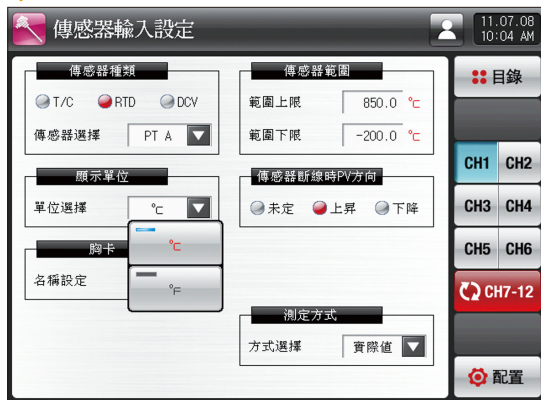 傳感器輸入設定
11.07.08
10:04 AM
傳感器種類
T/C RTD DCV
傳感器選擇 PT A
傳感器範圍
範圍上限 850.0 ℃
範圍下限 -200.0 ℃
顯示單位
單位選擇 ℃
℃
℉
傳感器斷線時PV方向
未定 上昇 下降
胸卡
名稱設定
測定方式
方式選擇 實際值
目錄
CH1 CH2
CH3 CH4
CH5 CH6
CH7-12
配置